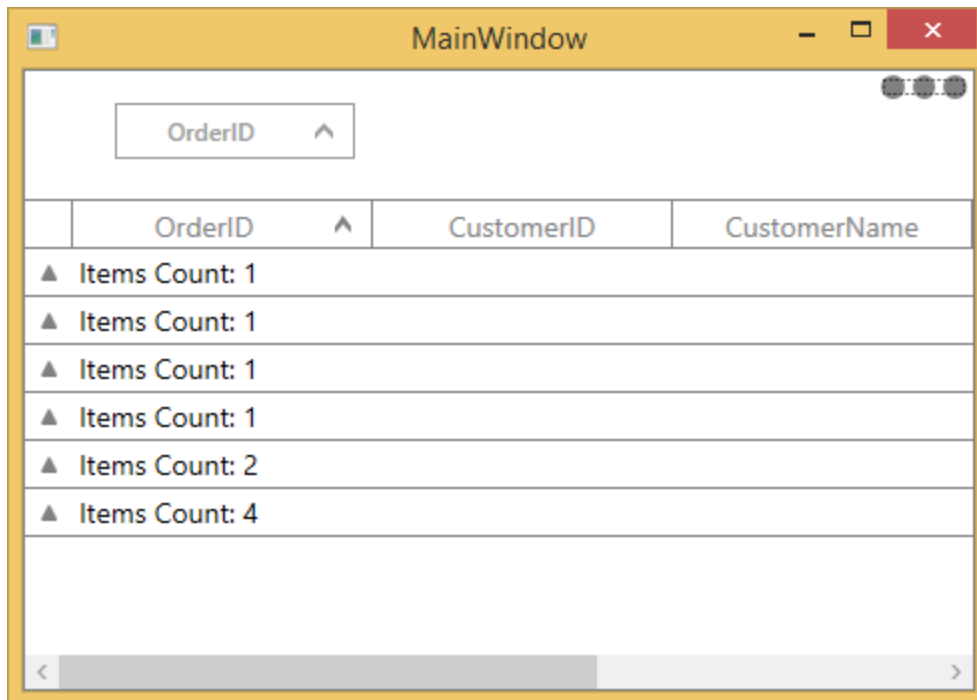 MainWindow
OrderID
OrderID CustomerID CustomerName
Items Count: 1
Items Count: 1
Items Count: 1
Items Count: 1
Items Count: 2
Items Count: 4